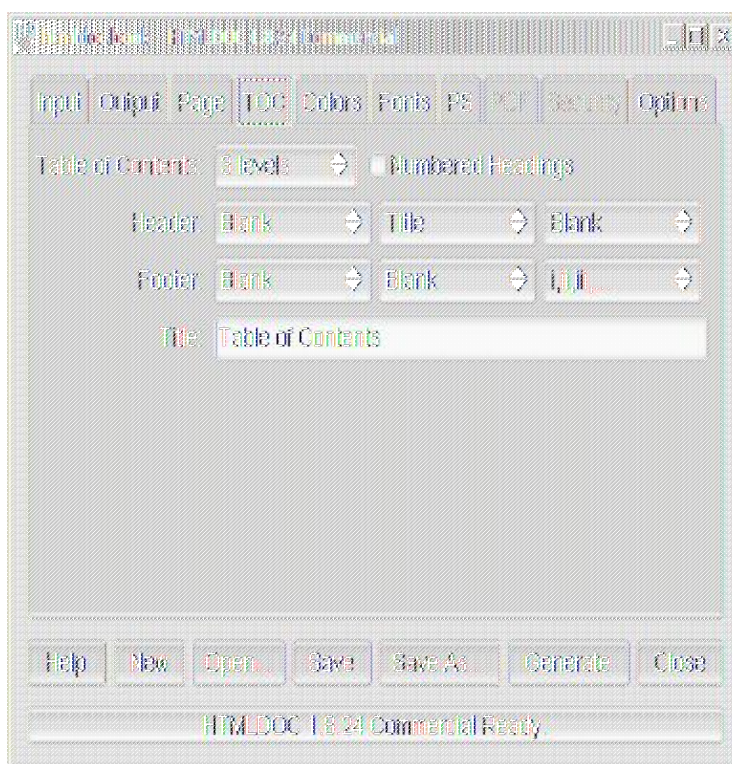 HTMLDOC 1.8.24 Commercial
Input Output Page TOC Colors Fonts PS PDF Security Options
Table of Contents: 3 levels Numbered Headings
Header: Blank Title Blank
Footer: Blank Blank i,ii,iii,...
Title: Table of Contents
Help New Open... Save Save As... Generate Close
HTMLDOC 1.8.24 Commercial Ready.